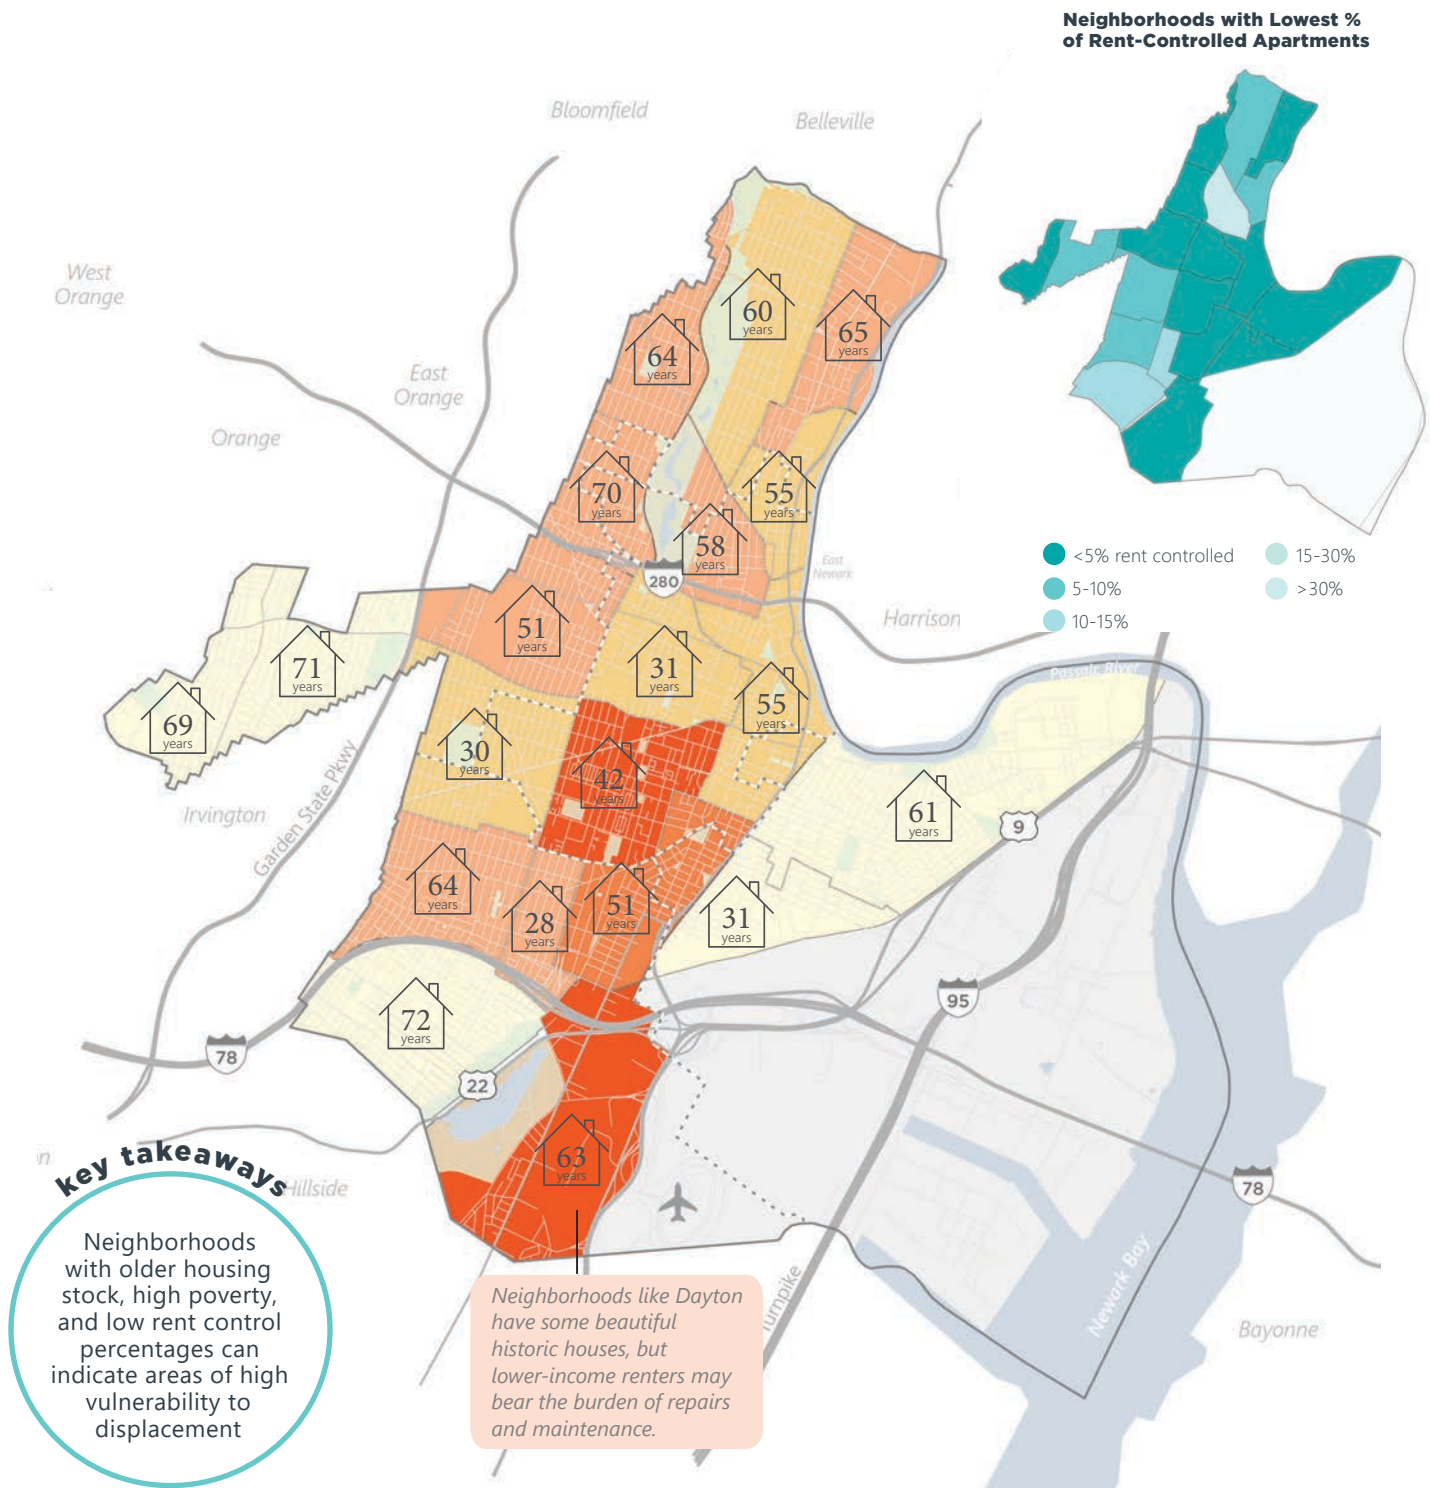 Neighborhoods with Lowest %
of Rent-Controlled Apartments
Bloomfield
Belleville
West
Orange
East
Orange
Orange
60
years
65
years
64
years
70
years
55
years
58
years
East
Newark
280
Harrison
<5% rent controlled
5-10%
10-15%
15-30%
>30%
51
years
31
years
71
years
69
years
55
years
30
years
42
years
Passaic River
Irvington
Garden State Pkwy
61
years
9
64
years
28
years
51
years
31
years
72
years
95
78
22
63
years
78
Hillside
Turnpike
Newark Bay
Bayonne
key takeaways
Neighborhoods
with older housing
stock, high poverty,
and low rent control
percentages can
indicate areas of high
vulnerability to
displacement
Neighborhoods like Dayton
have some beautiful
historic houses, but
lower-income renters may
bear the burden of repairs
and maintenance.